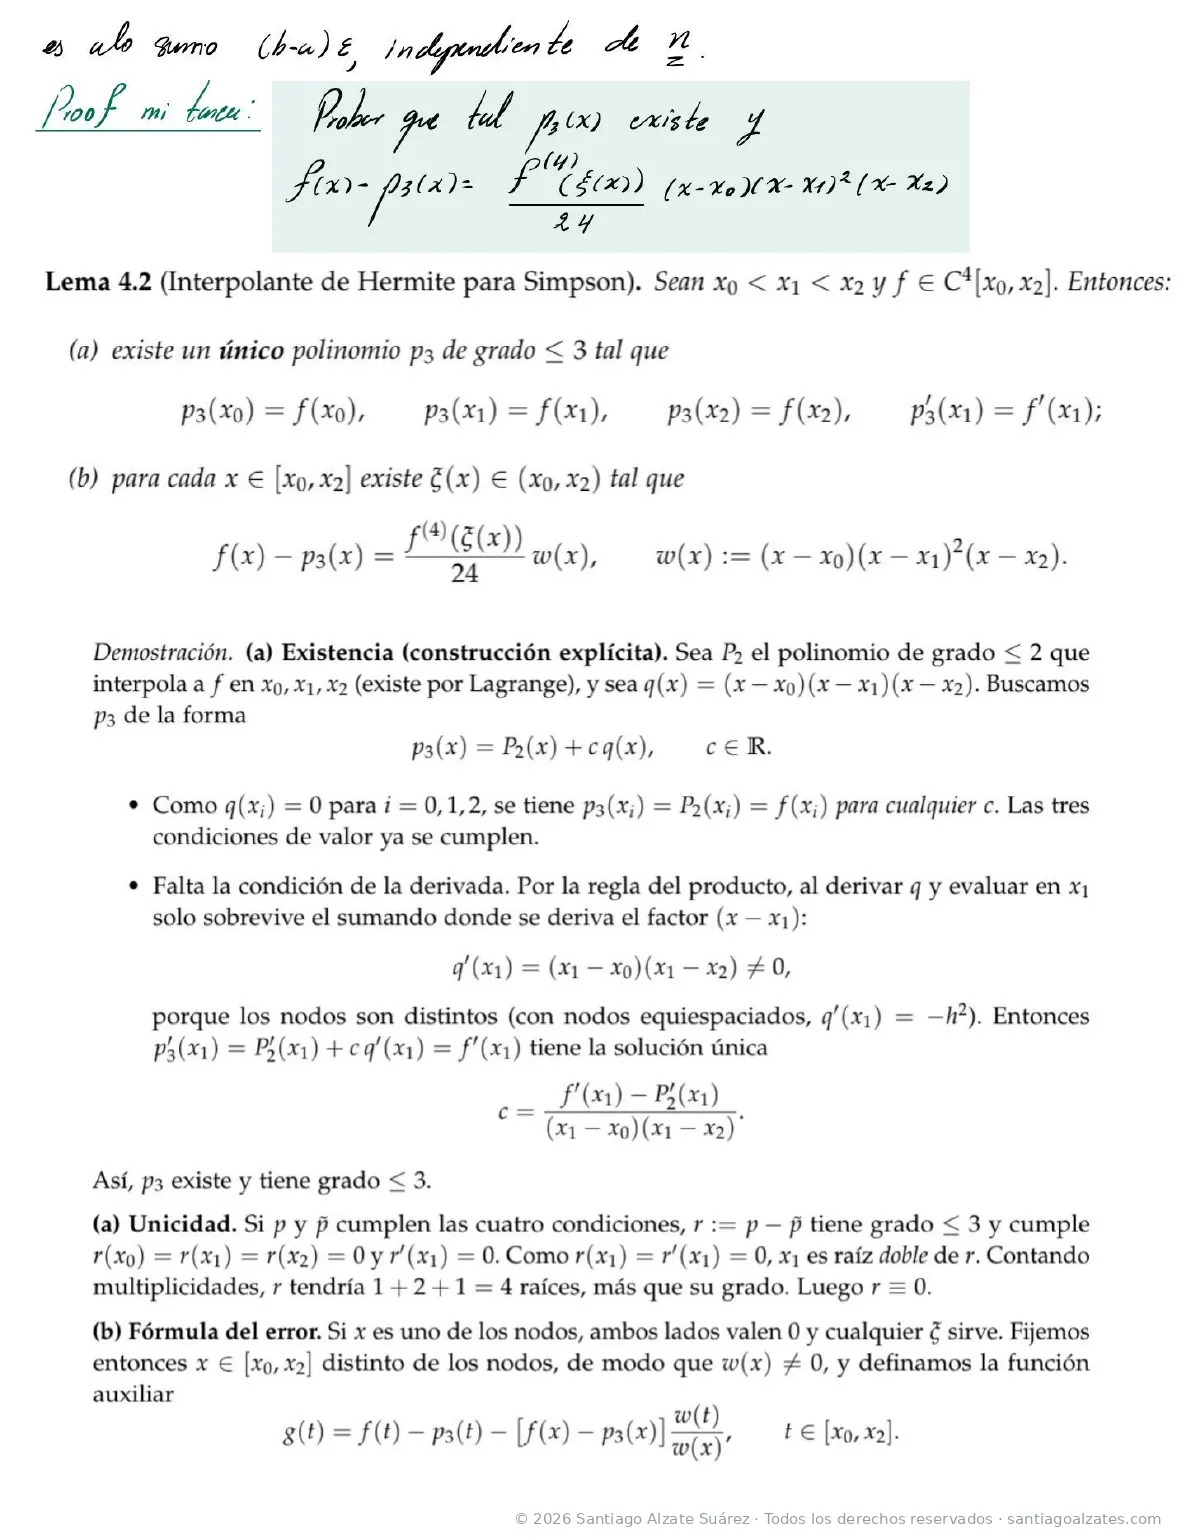 es a lo sumo (b-a) ε, independiente de n.
Proof mi tarea:
Probar que tal p₃(x) existe y
f(x) - p₃(x) = f⁽⁴⁾(ξ(x)) / 24 (x-x₀)(x-x₁)²(x-x₂)
Lema 4.2 (Interpolante de Hermite para Simpson). Sean x₀ < x₁ < x₂ y f ∈ C⁴[x₀, x₂]. Entonces:
(a) existe un único polinomio p₃ de grado ≤ 3 tal que
p₃(x₀) = f(x₀), p₃(x₁) = f(x₁), p₃(x₂) = f(x₂), p₃′(x₁) = f′(x₁);
(b) para cada x ∈ [x₀, x₂] existe ξ(x) ∈ (x₀, x₂) tal que
f(x) − p₃(x) = f⁽⁴⁾(ξ(x)) / 24 w(x), w(x) := (x − x₀)(x − x₁)²(x − x₂).
Demostración. (a) Existencia (construcción explícita). Sea P₂ el polinomio de grado ≤ 2 que
interpola a f en x₀, x₁, x₂ (existe por Lagrange), y sea q(x) = (x − x₀)(x − x₁)(x − x₂). Buscamos
p₃ de la forma
p₃(x) = P₂(x) + c q(x), c ∈ ℝ.
• Como q(xᵢ) = 0 para i = 0, 1, 2, se tiene p₃(xᵢ) = P₂(xᵢ) = f(xᵢ) para cualquier c. Las tres
condiciones de valor ya se cumplen.
• Falta la condición de la derivada. Por la regla del producto, al derivar q y evaluar en x₁
solo sobrevive el sumando donde se deriva el factor (x − x₁):
q′(x₁) = (x₁ − x₀)(x₁ − x₂) ≠ 0,
porque los nodos son distintos (con nodos equiespaciados, q′(x₁) = −h²). Entonces
p₃′(x₁) = P₂′(x₁) + c q′(x₁) = f′(x₁) tiene la solución única
c = f′(x₁) − P₂′(x₁) / (x₁ − x₀)(x₁ − x₂).
Así, p₃ existe y tiene grado ≤ 3.
(a) Unicidad. Si p y p̃ cumplen las cuatro condiciones, r := p − p̃ tiene grado ≤ 3 y cumple
r(x₀) = r(x₁) = r(x₂) = 0 y r′(x₁) = 0. Como r(x₁) = r′(x₁) = 0, x₁ es raíz doble de r. Contando
multiplicidades, r tendría 1 + 2 + 1 = 4 raíces, más que su grado. Luego r ≡ 0.
(b) Fórmula del error. Si x es uno de los nodos, ambos lados valen 0 y cualquier ξ sirve. Fijemos
entonces x ∈ [x₀, x₂] distinto de los nodos, de modo que w(x) ≠ 0, y definamos la función
auxiliar
g(t) = f(t) − p₃(t) − [f(x) − p₃(x)] w(t) / w(x), t ∈ [x₀, x₂].
© 2026 Santiago Alzate Suárez · Todos los derechos reservados · santiagoalzates.com